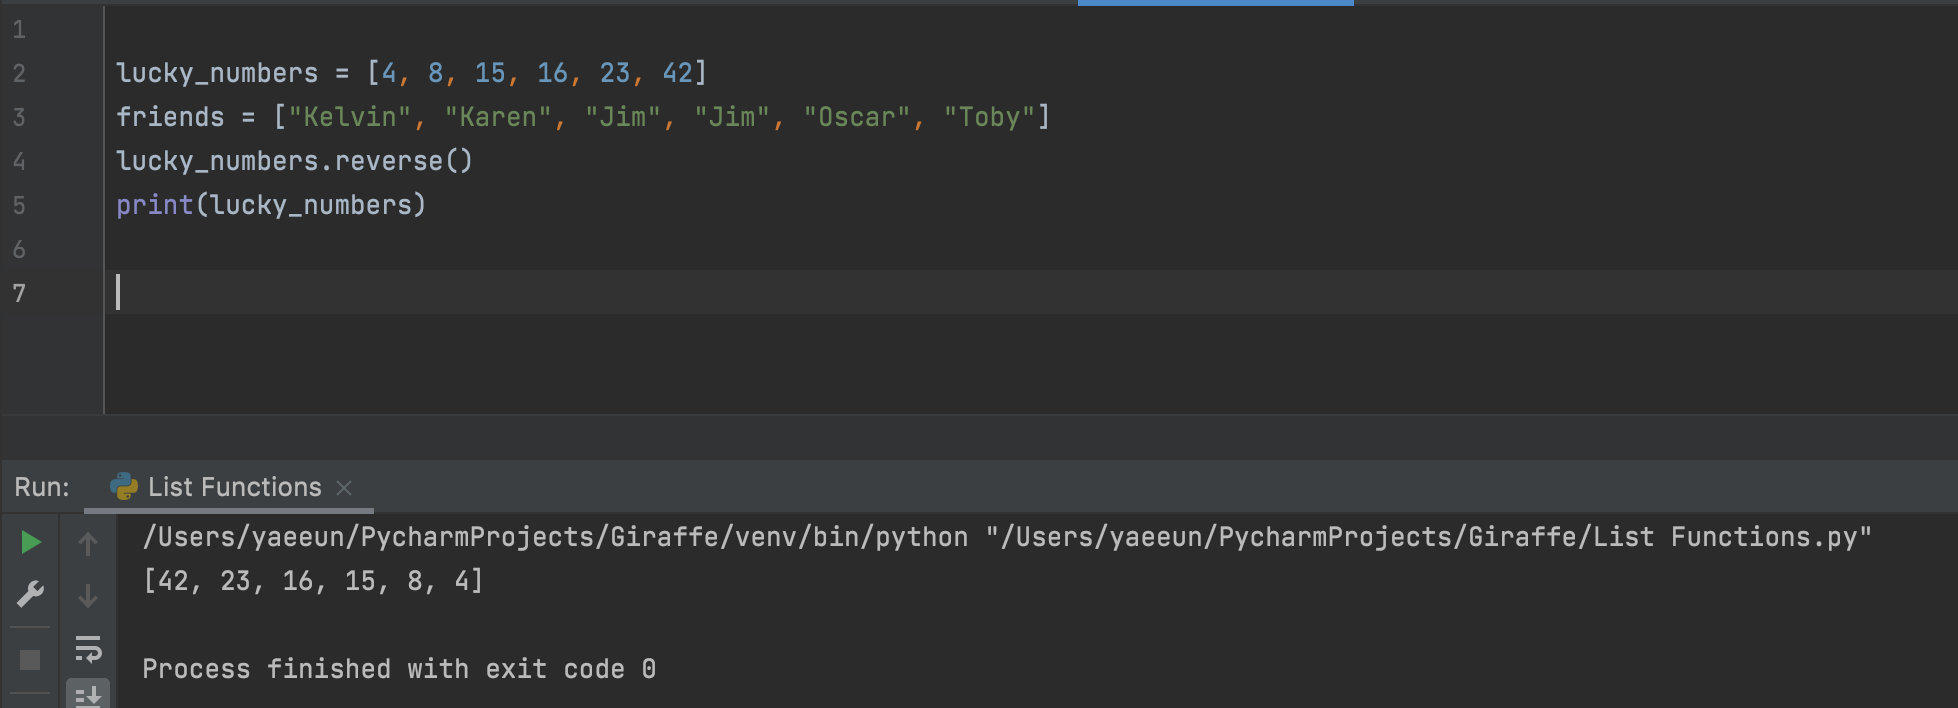 1
2 lucky_numbers = [4, 8, 15, 16, 23, 42]
3 friends = ["Kelvin", "Karen", "Jim", "Jim", "Oscar", "Toby"]
4 lucky_numbers.reverse()
5 print(lucky_numbers)
6
7
Run: List Functions
/Users/yaeeun/PycharmProjects/Giraffe/venv/bin/python "/Users/yaeeun/PycharmProjects/Giraffe/List Functions.py"
[42, 23, 16, 15, 8, 4]
Process finished with exit code 0